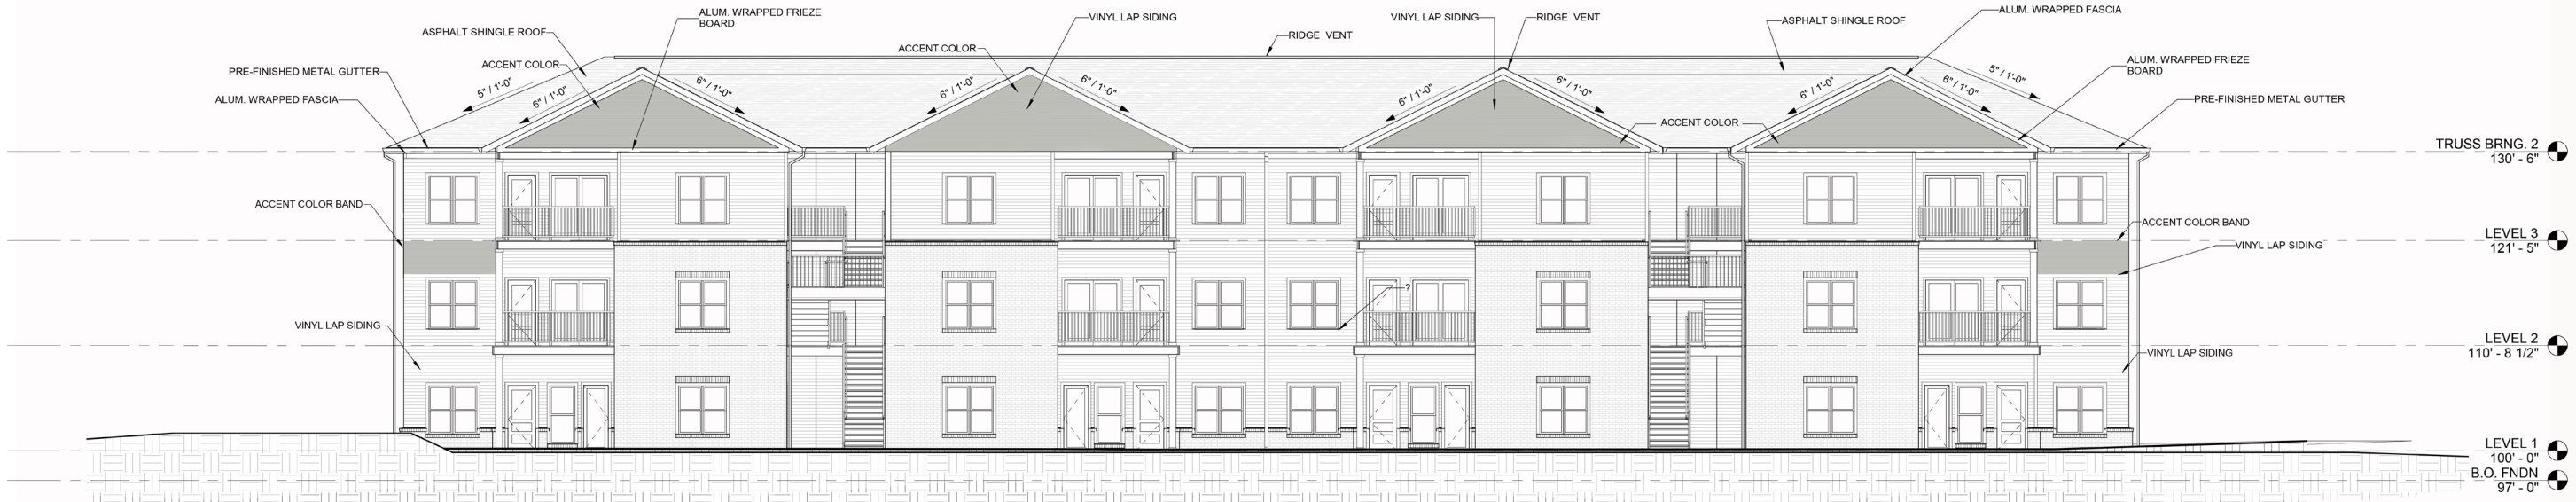 ALUM. WRAPPED FRIEZE
BOARD
VINYL LAP SIDING
VINYL LAP SIDING
RIDGE VENT
ALUM. WRAPPED FASCIA
ASPHALT SHINGLE ROOF
ASPHALT SHINGLE ROOF
RIDGE VENT
ACCENT COLOR
ACCENT COLOR
PRE-FINISHED METAL GUTTER
ALUM. WRAPPED FRIEZE
BOARD
5" / 1'-0"
6" / 1'-0"
6" / 1'-0"
6" / 1'-0"
6" / 1'-0"
6" / 1'-0"
6" / 1'-0"
6" / 1'-0"
6" / 1'-0"
5" / 1'-0"
ALUM. WRAPPED FASCIA
PRE-FINISHED METAL GUTTER
ACCENT COLOR
TRUSS BRNG. 2
130' - 6"
ACCENT COLOR BAND
ACCENT COLOR BAND
LEVEL 3
121' - 5"
VINYL LAP SIDING
?
VINYL LAP SIDING
LEVEL 2
110' - 8 1/2"
VINYL LAP SIDING
LEVEL 1
100' - 0"
B.O. FNDN
97' - 0"